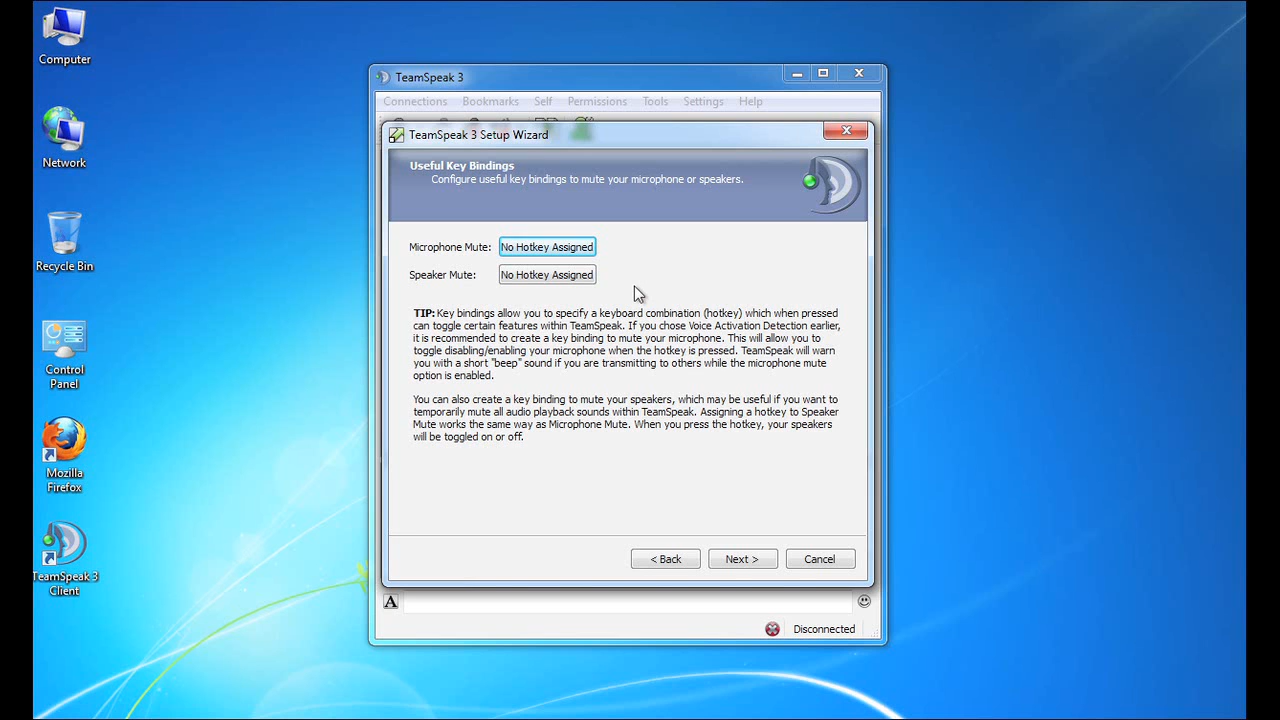 Computer
Network
Recycle Bin
Control
Panel
Mozilla
Firefox
TeamSpeak 3
Client
TeamSpeak 3
Connections Bookmarks Self Permissions Tools Settings Help
TeamSpeak 3 Setup Wizard
Useful Key Bindings
Configure useful key bindings to mute your microphone or speakers.
Microphone Mute: No Hotkey Assigned
Speaker Mute: No Hotkey Assigned
TIP: Key bindings allow you to specify a keyboard combination (hotkey) which when pressed
can toggle certain features within TeamSpeak. If you chose Voice Activation Detection earlier,
it is recommended to create a key binding to mute your microphone. This will allow you to
toggle disabling/enabling your microphone when the hotkey is pressed. TeamSpeak will warn
you with a short "beep" sound if you are transmitting to others while the microphone mute
option is enabled.
You can also create a key binding to mute your speakers, which may be useful if you want to
temporarily mute all audio playback sounds within TeamSpeak. Assigning a hotkey to Speaker
Mute works the same way as Microphone Mute. When you press the hotkey, your speakers
will be toggled on or off.
< Back Next > Cancel
A
Disconnected